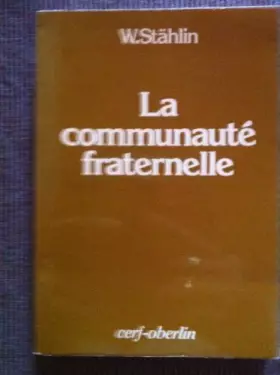 W.Stählin
La
communauté
fraternelle
cerf-oberlin